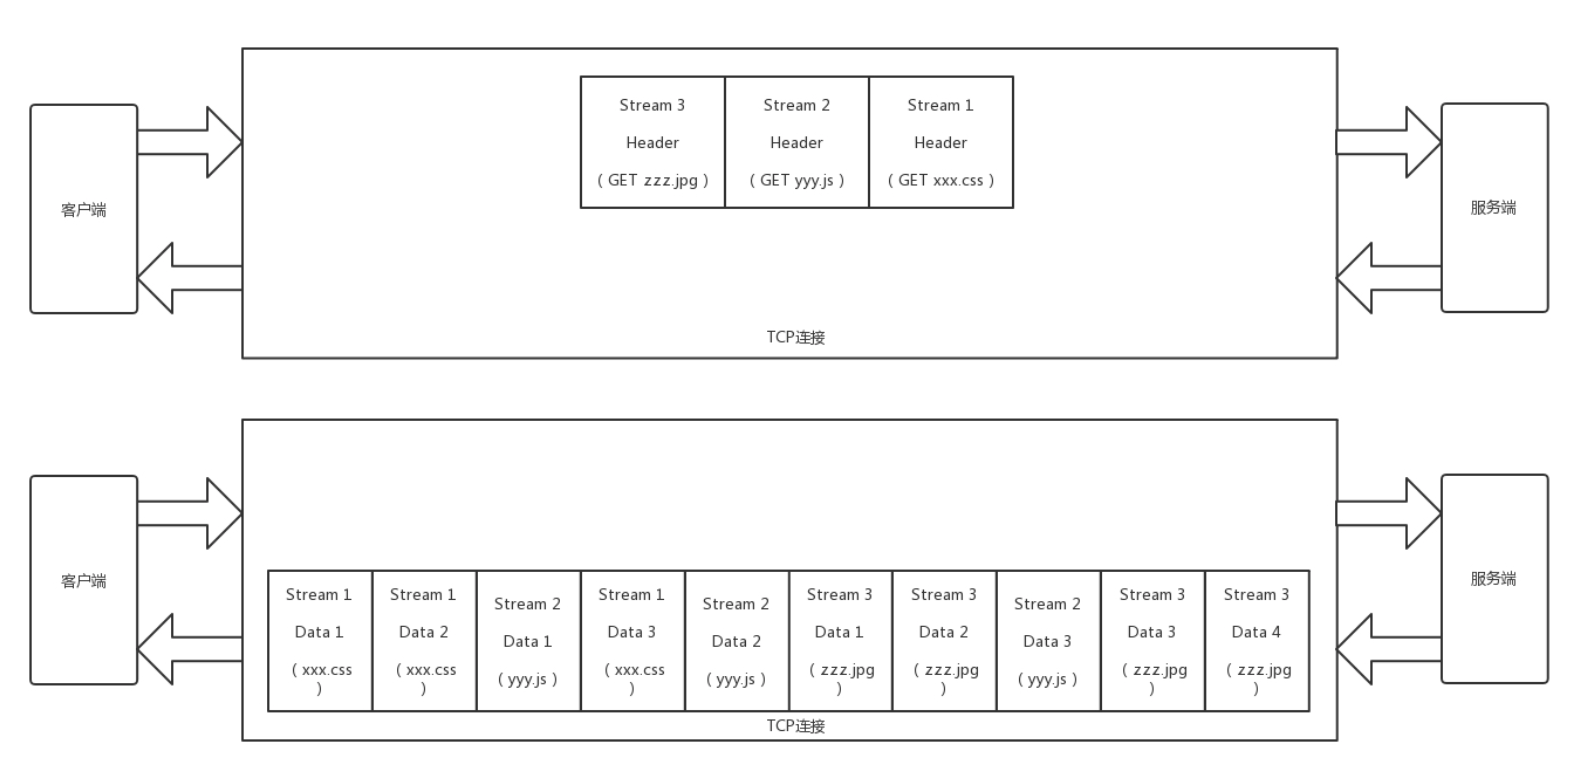 客户端
Stream 3
Header
( GET zzz.jpg )
Stream 2
Header
( GET yyy.js )
Stream 1
Header
( GET xxx.css )
服务端
TCP连接
客户端
Stream 1
Data 1
( xxx.css
)
Stream 1
Data 2
( xxx.css
)
Stream 2
Data 1
( yyy.js )
Stream 1
Data 3
( xxx.css
)
Stream 2
Data 2
( yyy.js )
Stream 3
Data 1
( zzz.jpg
)
Stream 3
Data 2
( zzz.jpg
)
Stream 2
Data 3
( yyy.js )
Stream 3
Data 3
( zzz.jpg
)
Stream 3
Data 4
( zzz.jpg
)
服务端
TCP连接